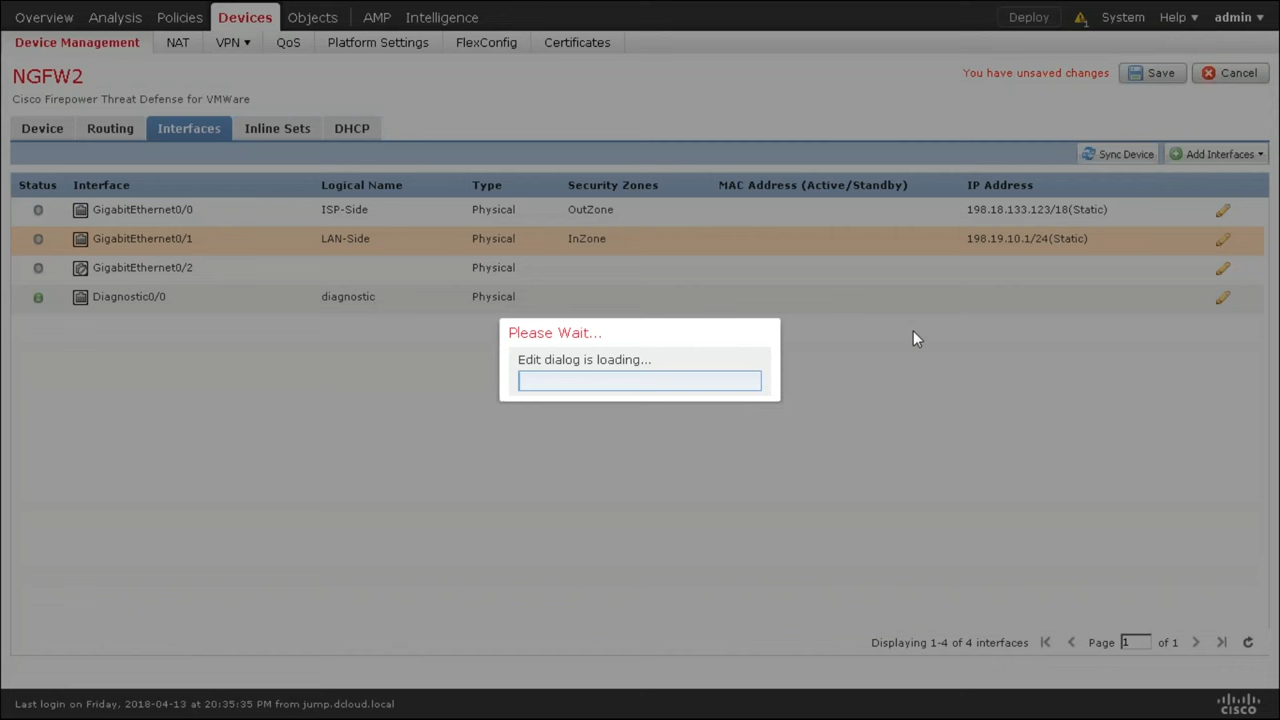 Overview Analysis Policies Devices Objects AMP Intelligence Deploy 1 System Help ▾ admin ▾
Device Management NAT VPN ▾ QoS Platform Settings FlexConfig Certificates
NGFW2 You have unsaved changes Save Cancel
Cisco Firepower Threat Defense for VMWare
Device Routing Interfaces Inline Sets DHCP
Sync Device Add Interfaces ▾
Status Interface Logical Name Type Security Zones MAC Address (Active/Standby) IP Address
GigabitEthernet0/0 ISP-Side Physical OutZone 198.18.133.123/18(Static)
GigabitEthernet0/1 LAN-Side Physical InZone 198.19.10.1/24(Static)
GigabitEthernet0/2 Physical
Diagnostic0/0 diagnostic Physical
Please Wait...
Edit dialog is loading...
Displaying 1-4 of 4 interfaces Page 1 of 1
Last login on Friday, 2018-04-13 at 20:35:35 PM from jump.dcloud.local
CISCO